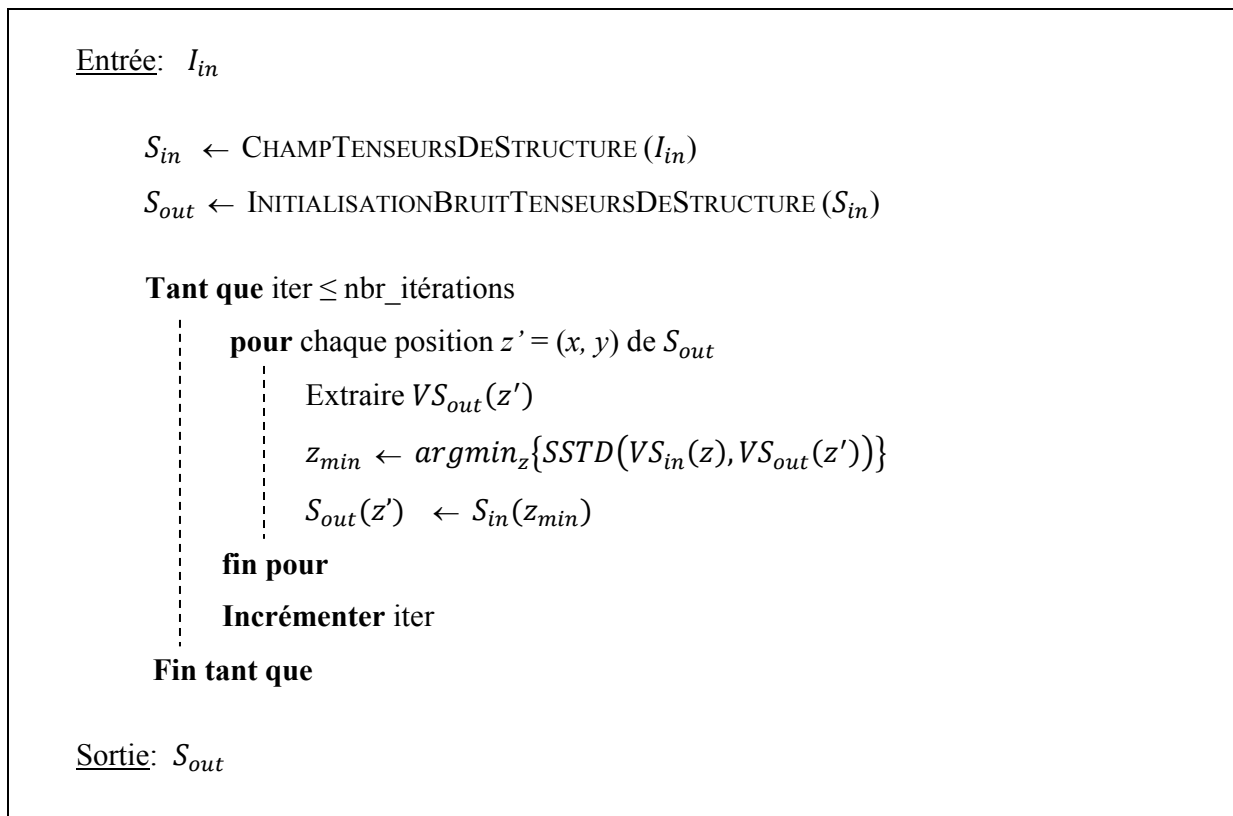 Entrée: I_in
S_in ← CHAMPTENSEURSDESTRUCTURE (I_in)
S_out ← INITIALISATIONBRUITTENSEURSDESTRUCTURE (S_in)
Tant que iter ≤ nbr_itérations
pour chaque position z’ = (x, y) de S_out
Extraire VS_out(z′)
z_min ← argmin_z{SSTD(VS_in(z), VS_out(z′))}
S_out(z’) ← S_in(z_min)
fin pour
Incrémenter iter
Fin tant que
Sortie: S_out